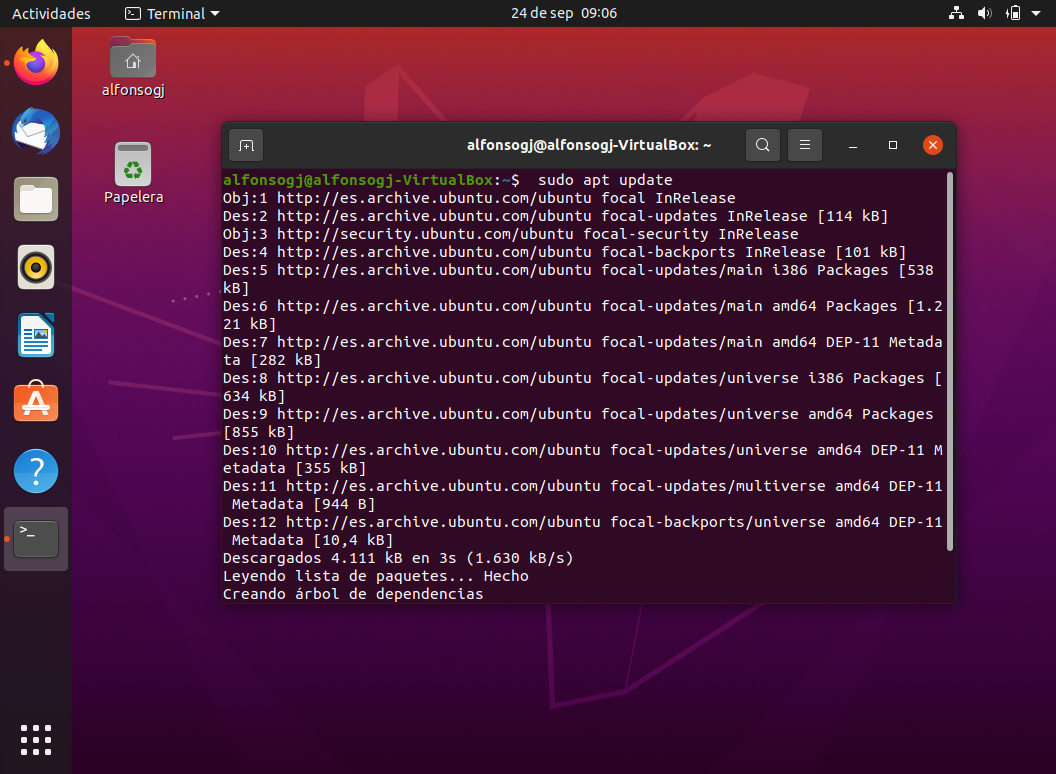 Actividades
Terminal
24 de sep 09:06
alfonsogj
Papelera
alfonsogj@alfonsogj-VirtualBox: ~
alfonsogj@alfonsogj-VirtualBox:~$  sudo apt update
Obj:1 http://es.archive.ubuntu.com/ubuntu focal InRelease
Des:2 http://es.archive.ubuntu.com/ubuntu focal-updates InRelease [114 kB]
Obj:3 http://security.ubuntu.com/ubuntu focal-security InRelease
Des:4 http://es.archive.ubuntu.com/ubuntu focal-backports InRelease [101 kB]
Des:5 http://es.archive.ubuntu.com/ubuntu focal-updates/main i386 Packages [538
kB]
Des:6 http://es.archive.ubuntu.com/ubuntu focal-updates/main amd64 Packages [1.2
21 kB]
Des:7 http://es.archive.ubuntu.com/ubuntu focal-updates/main amd64 DEP-11 Metada
ta [282 kB]
Des:8 http://es.archive.ubuntu.com/ubuntu focal-updates/universe i386 Packages [
634 kB]
Des:9 http://es.archive.ubuntu.com/ubuntu focal-updates/universe amd64 Packages
[855 kB]
Des:10 http://es.archive.ubuntu.com/ubuntu focal-updates/universe amd64 DEP-11 M
etadata [355 kB]
Des:11 http://es.archive.ubuntu.com/ubuntu focal-updates/multiverse amd64 DEP-11
 Metadata [944 B]
Des:12 http://es.archive.ubuntu.com/ubuntu focal-backports/universe amd64 DEP-11
 Metadata [10,4 kB]
Descargados 4.111 kB en 3s (1.630 kB/s)
Leyendo lista de paquetes... Hecho
Creando árbol de dependencias